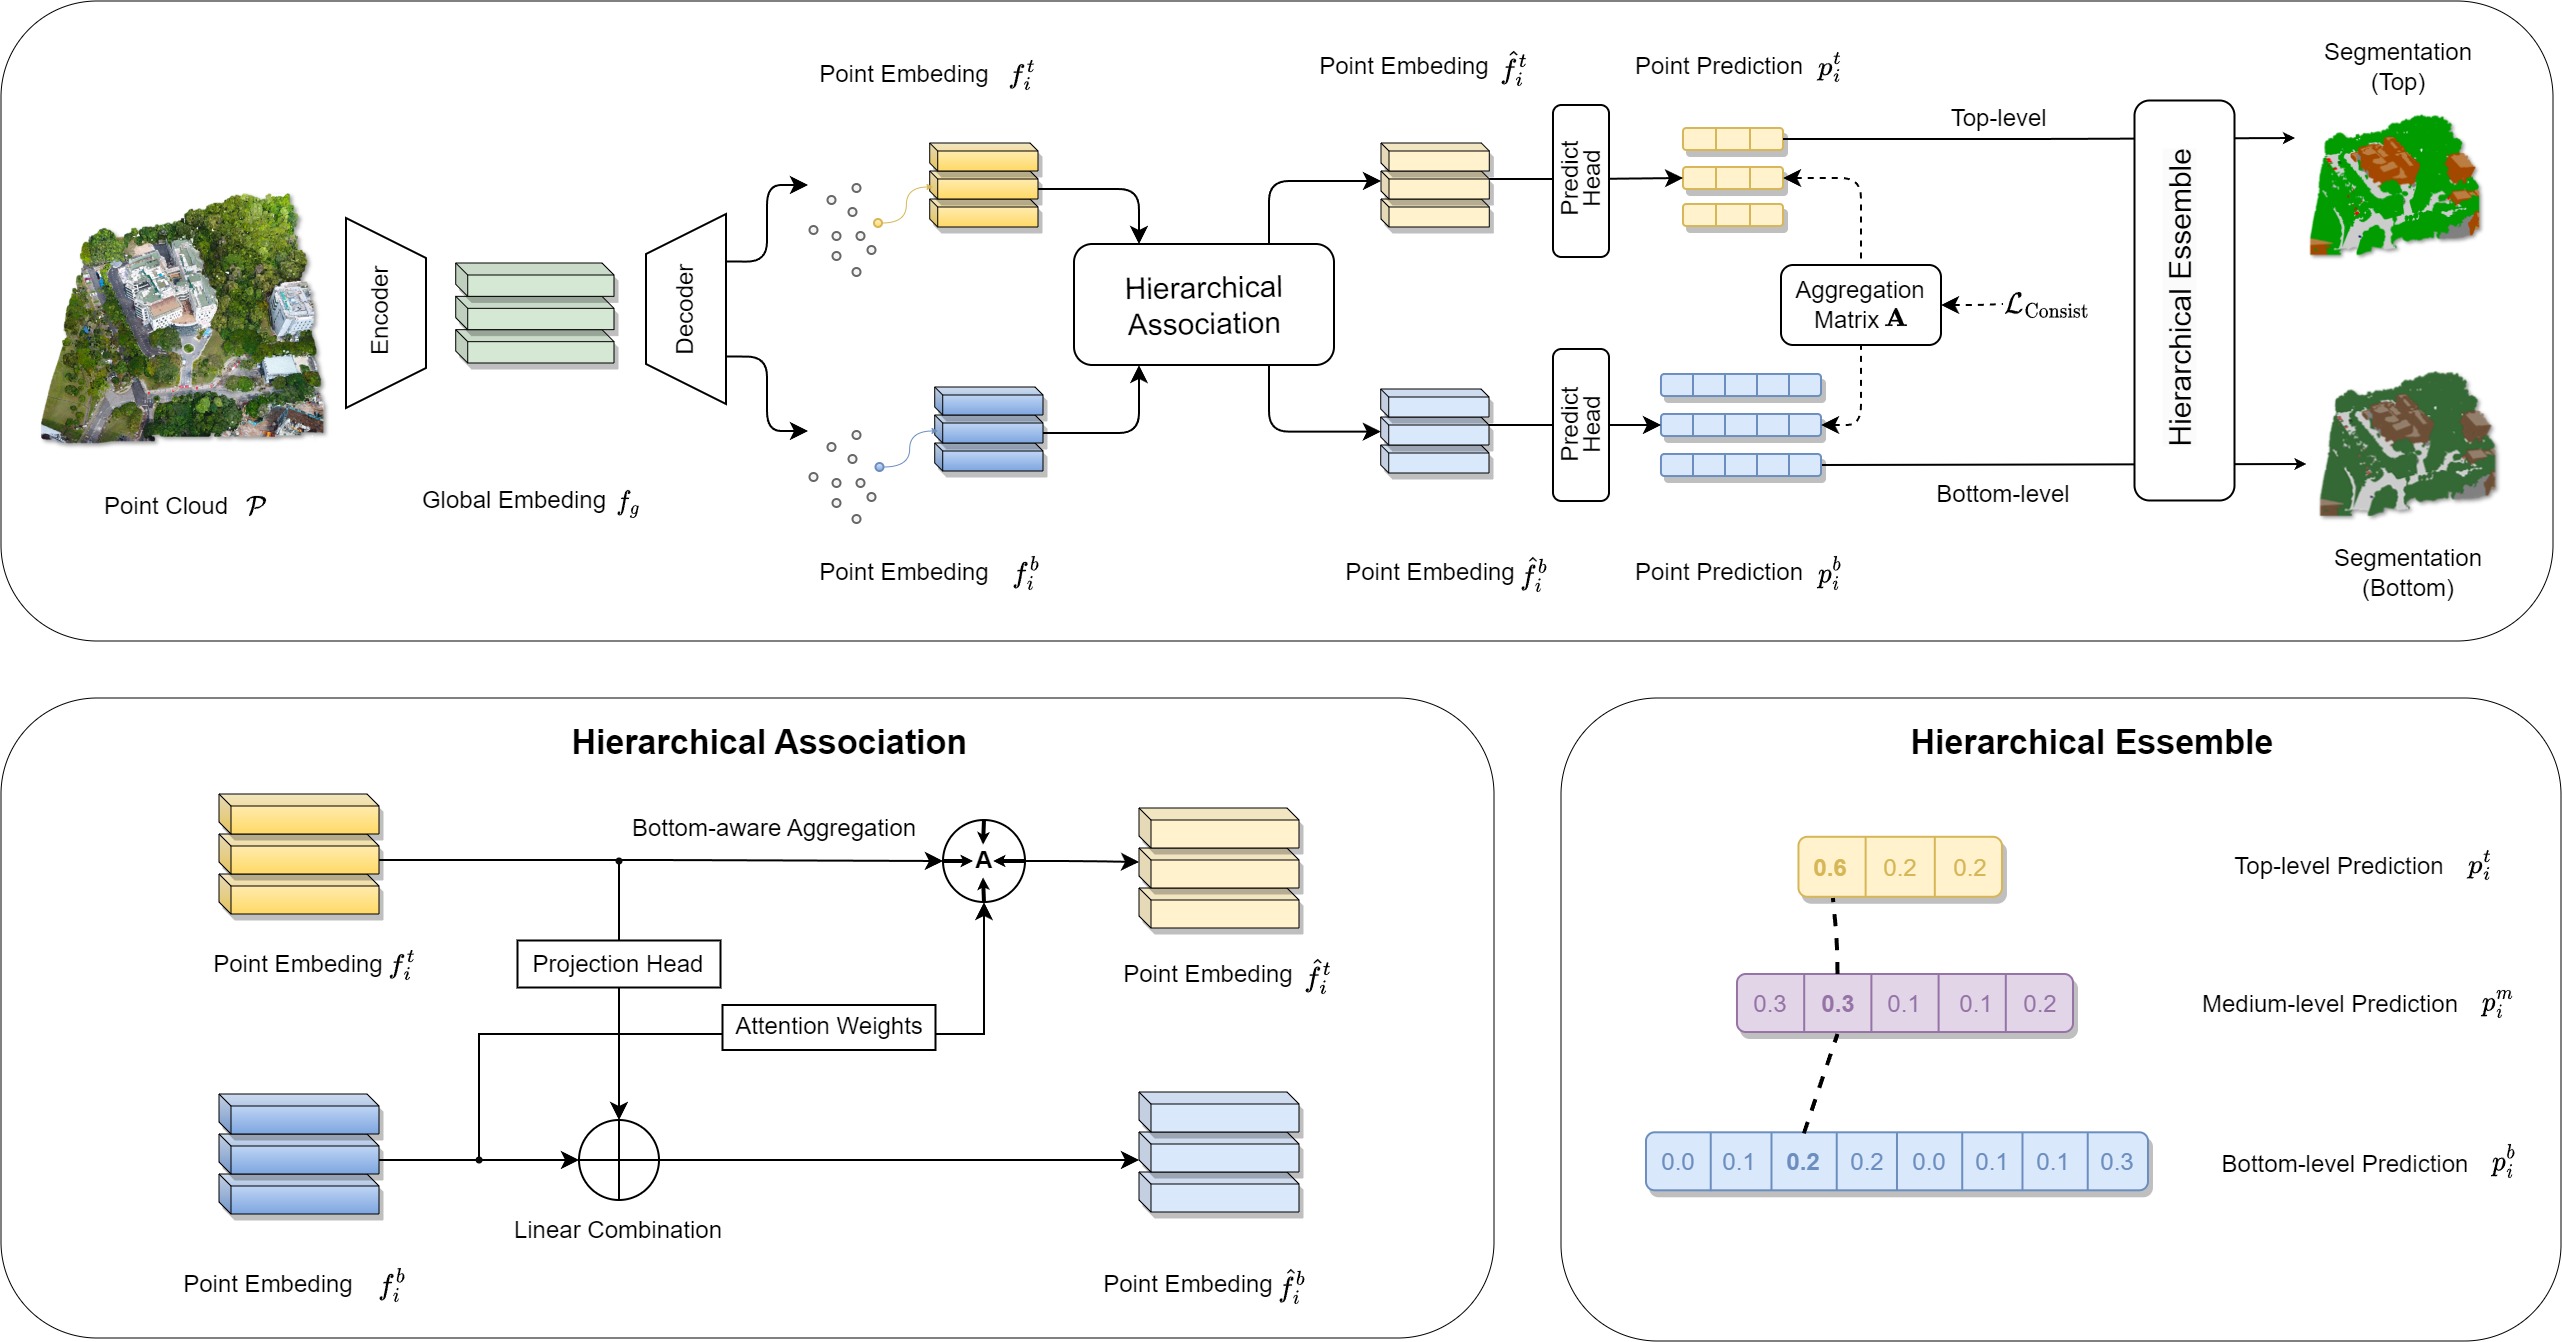 Point Embeding f_i^t
Point Embeding \hat{f}_i^t
Point Prediction p_i^t
Segmentation
(Top)
Top-level
Encoder
Decoder
Predict
Head
Hierarchical
Association
Aggregation
Matrix A
ℒ_Consist
Hierarchical Essemble
Predict
Head
Point Cloud 𝒫
Global Embeding f_g
Bottom-level
Point Embeding f_i^b
Point Embeding \hat{f}_i^b
Point Prediction p_i^b
Segmentation
(Bottom)
Hierarchical Association
Bottom-aware Aggregation
A
Point Embeding f_i^t
Projection Head
Point Embeding \hat{f}_i^t
Attention Weights
Linear Combination
Point Embeding f_i^b
Point Embeding \hat{f}_i^b
Hierarchical Essemble
0.6 0.2 0.2 Top-level Prediction p_i^t
0.3 0.3 0.1 0.1 0.2 Medium-level Prediction p_i^m
0.0 0.1 0.2 0.2 0.0 0.1 0.1 0.3 Bottom-level Prediction p_i^b